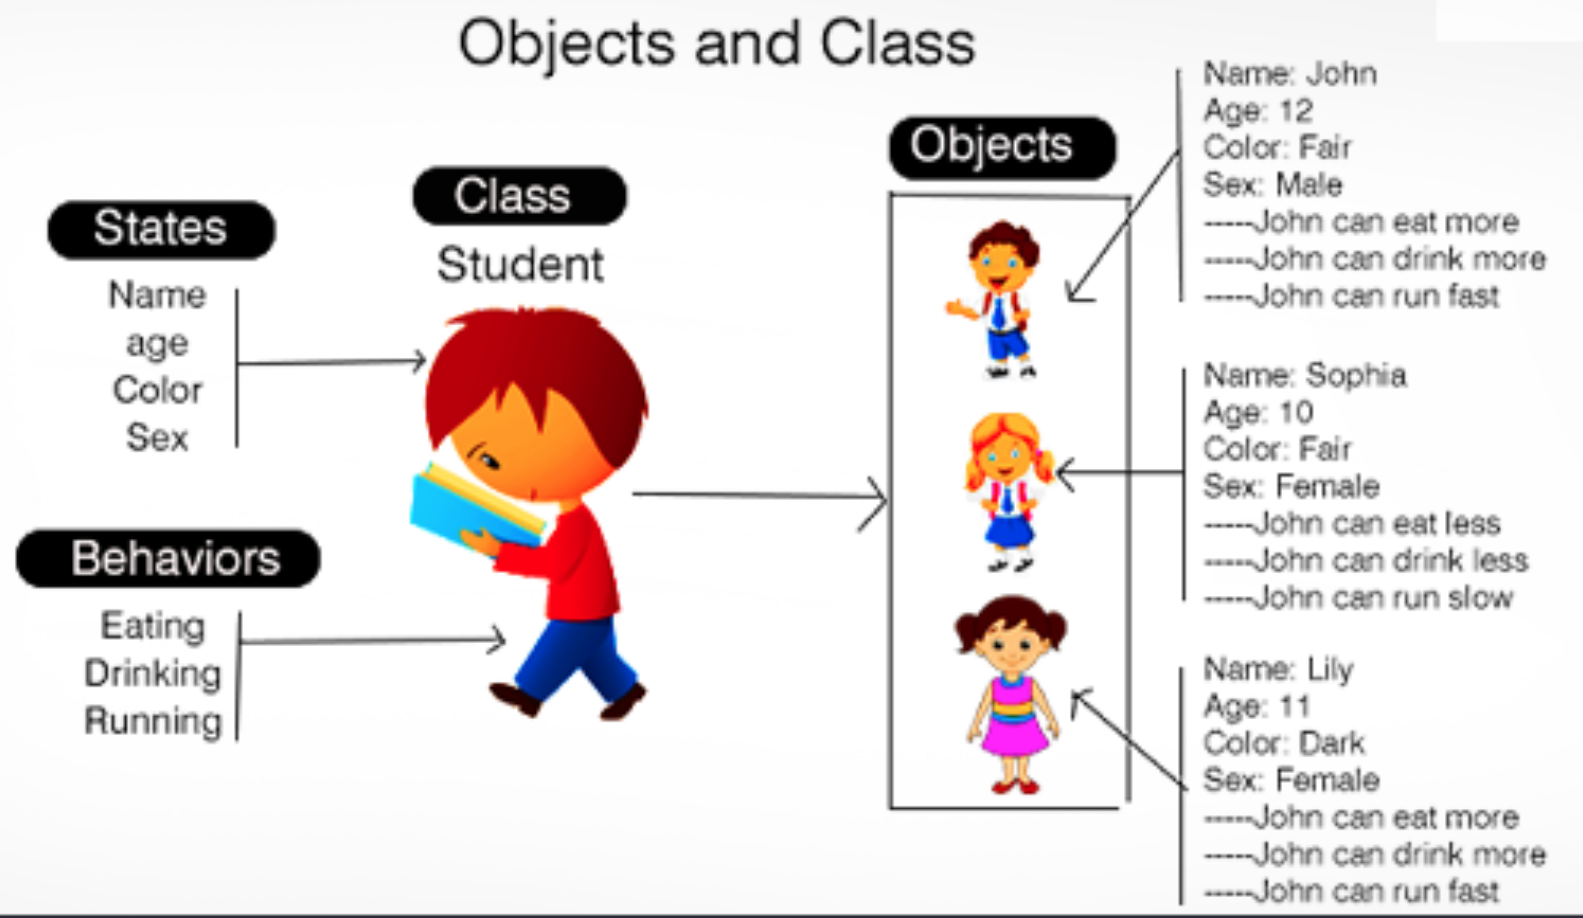 Objects and Class
States
Name
age
Color
Sex
Behaviors
Eating
Drinking
Running
Class
Student
Objects
Name: John
Age: 12
Color: Fair
Sex: Male
-----John can eat more
-----John can drink more
-----John can run fast
Name: Sophia
Age: 10
Color: Fair
Sex: Female
-----John can eat less
-----John can drink less
-----John can run slow
Name: Lily
Age: 11
Color: Dark
Sex: Female
-----John can eat more
-----John can drink more
-----John can run fast